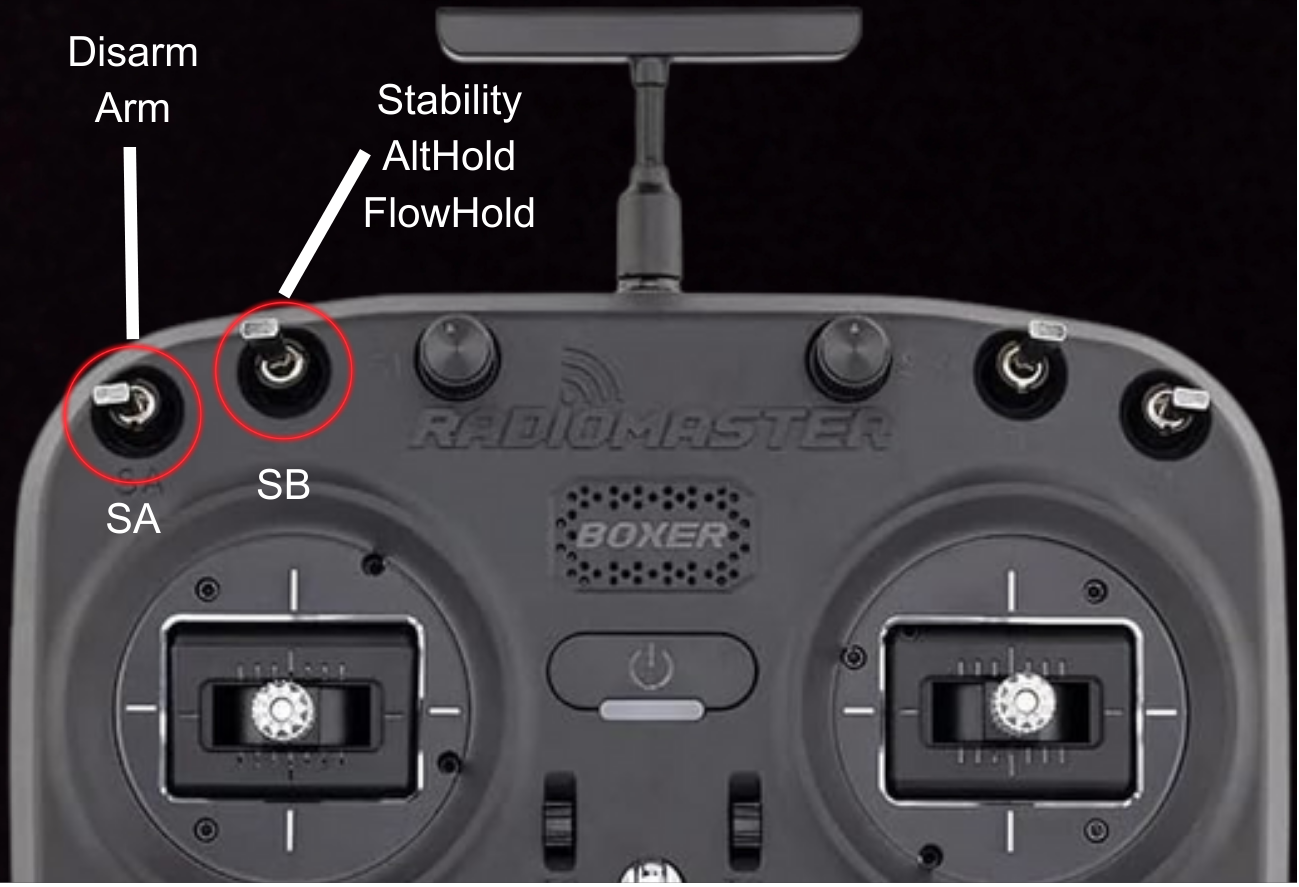 Disarm
Arm
Stability
AltHold
FlowHold
RADIOMASTER
SA
SB
SA
BOXER